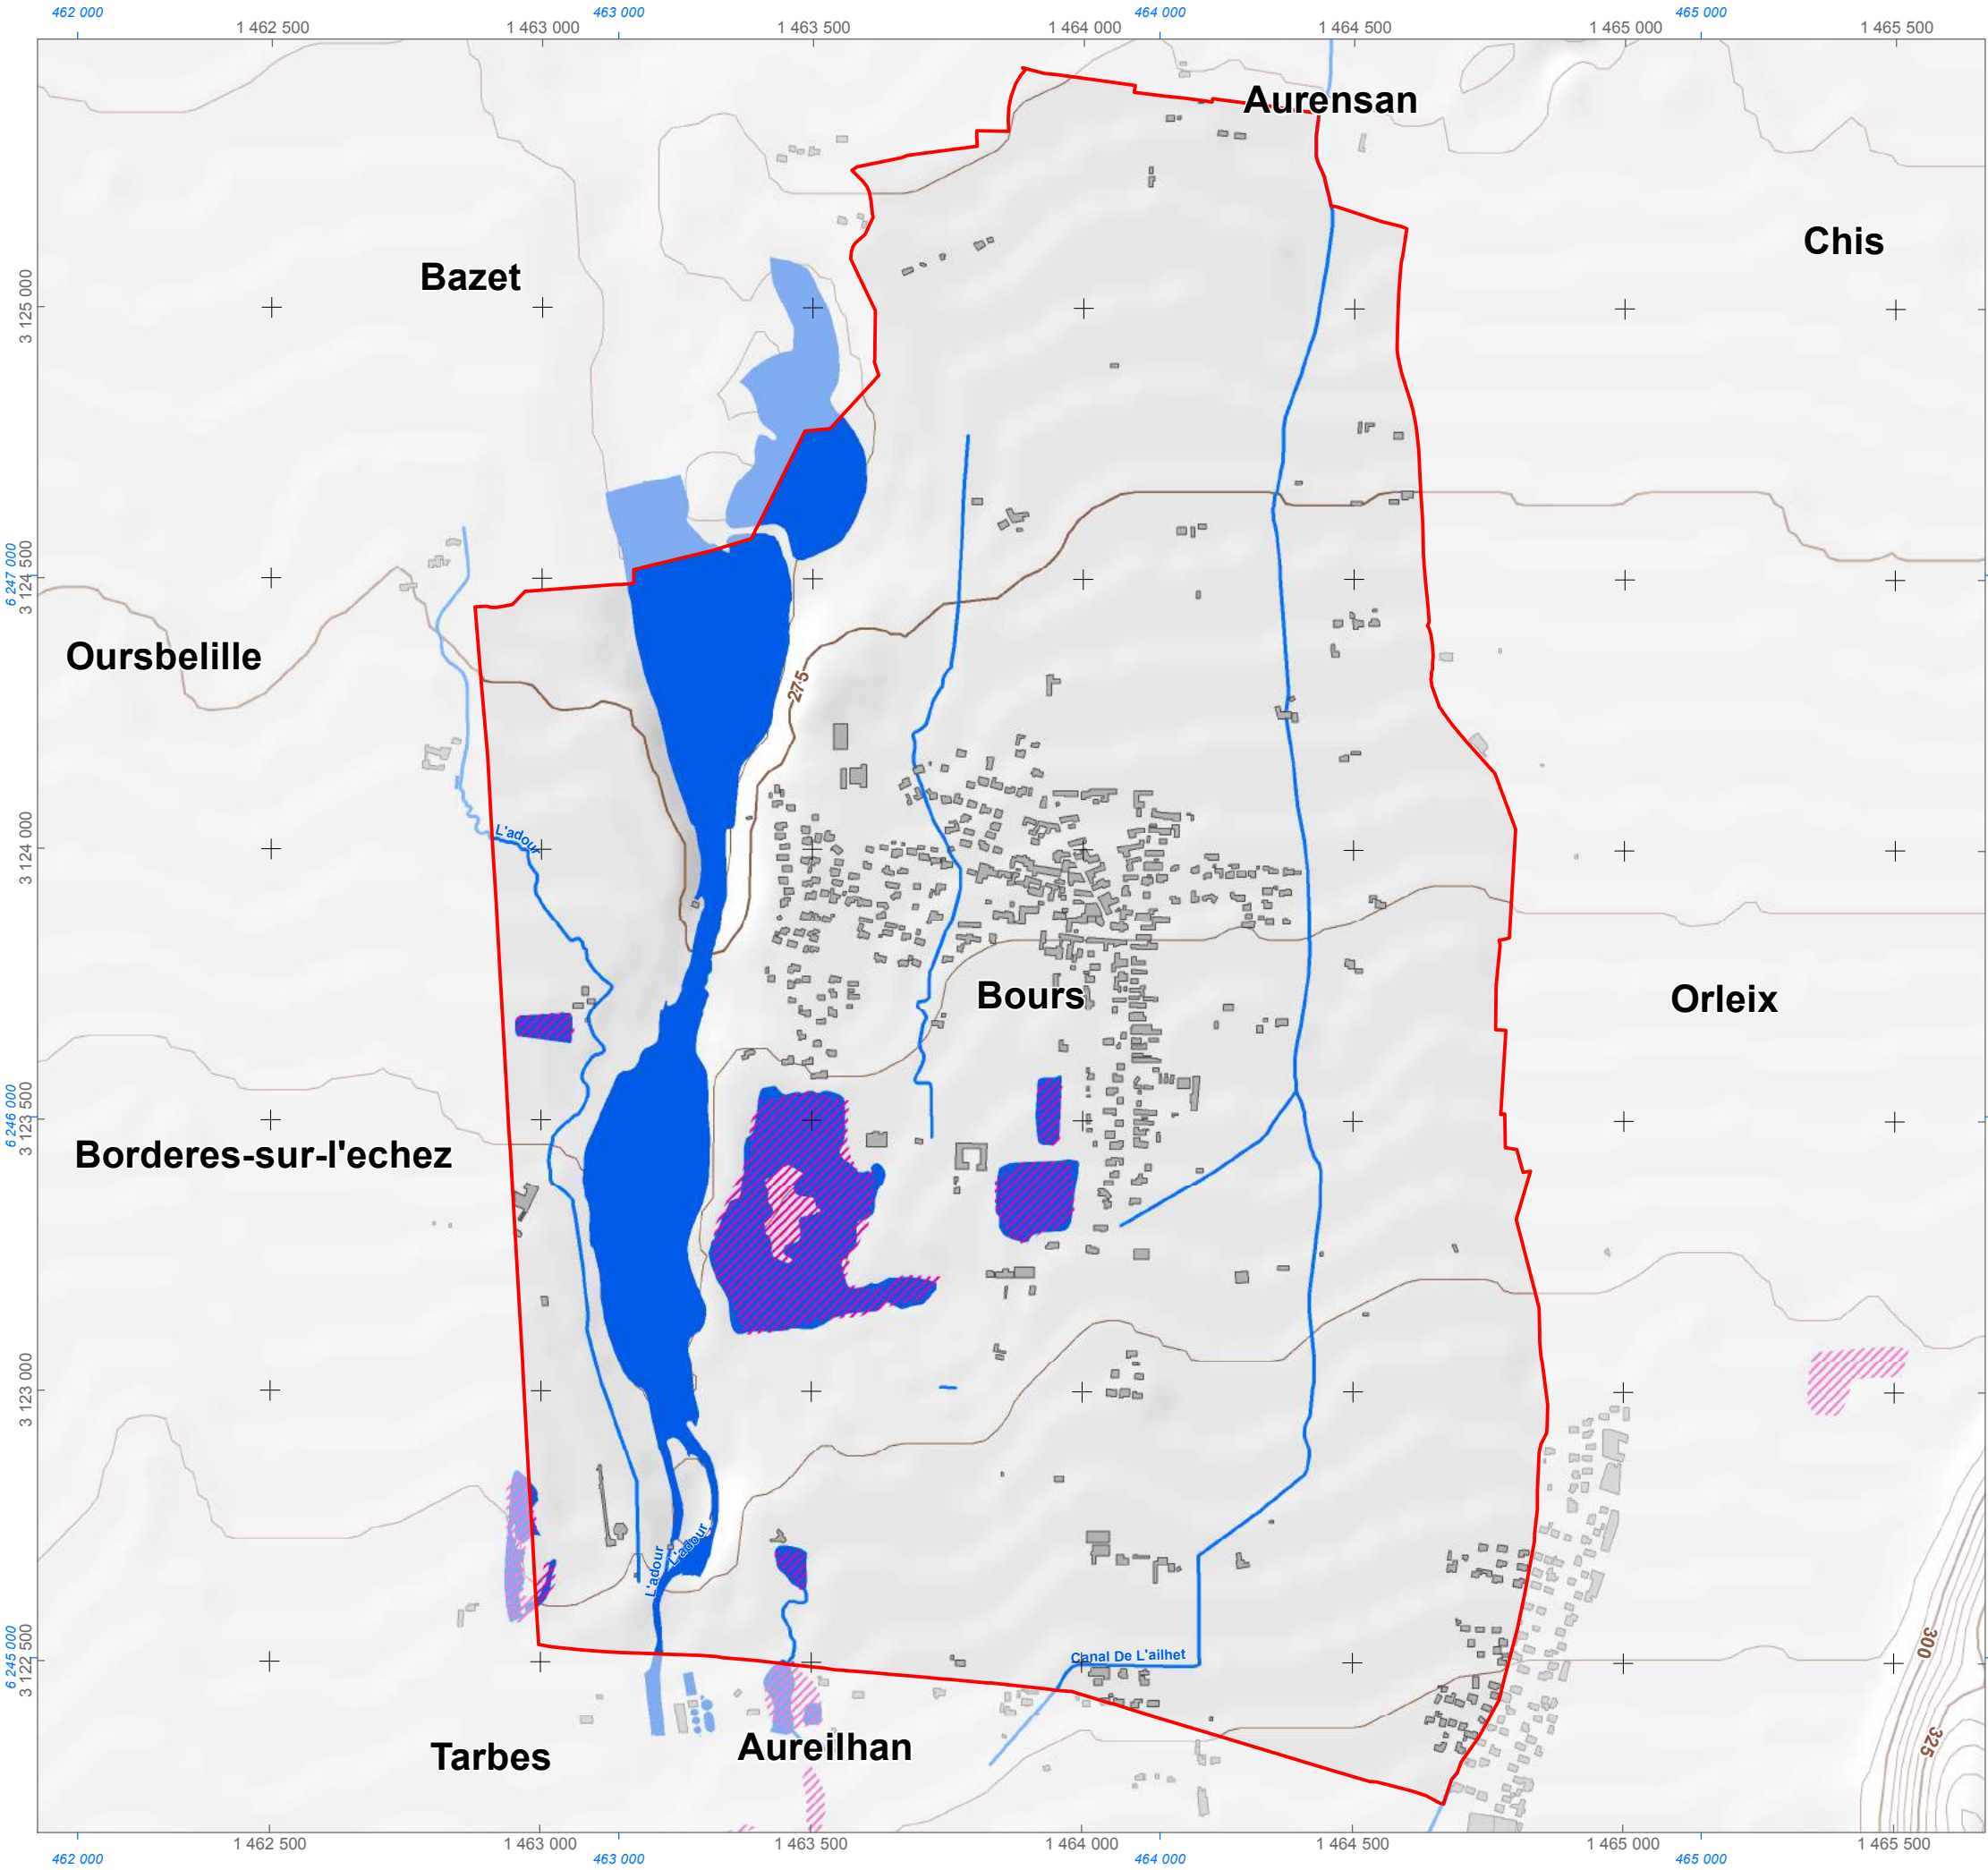 462 000 463 000 464 000 465 000
1 462 500 1 463 000 1 463 500 1 464 000 1 464 500 1 465 000 1 465 500
Aurensan
Chis
Bazet
3 125 000
6 247 000
3 124 500
Oursbelille
275
3 124 000
L'adour
Bours
Orleix
6 246 000
3 123 500
Borderes-sur-l'echez
3 123 000
L'adour
L'adour
6 245 000
3 122 500
Canal De L'ailhet
300
325
Tarbes
Aureilhan
1 462 500 1 463 000 1 463 500 1 464 000 1 464 500 1 465 000 1 465 500
462 000 463 000 464 000 465 000